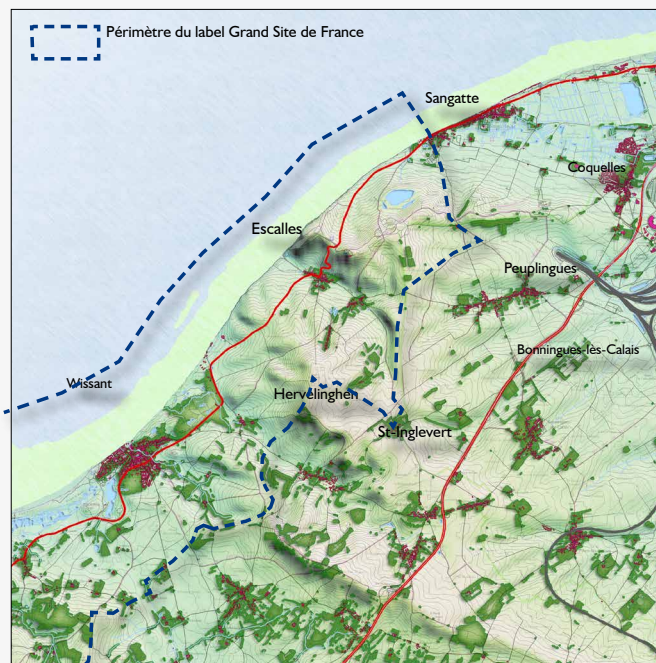 Périmètre du label Grand Site de France
Sangatte
Coquelles
Escalles
Peuplingues
Bonningues-lès-Calais
Wissant
Hervelinghen
St-Inglevert